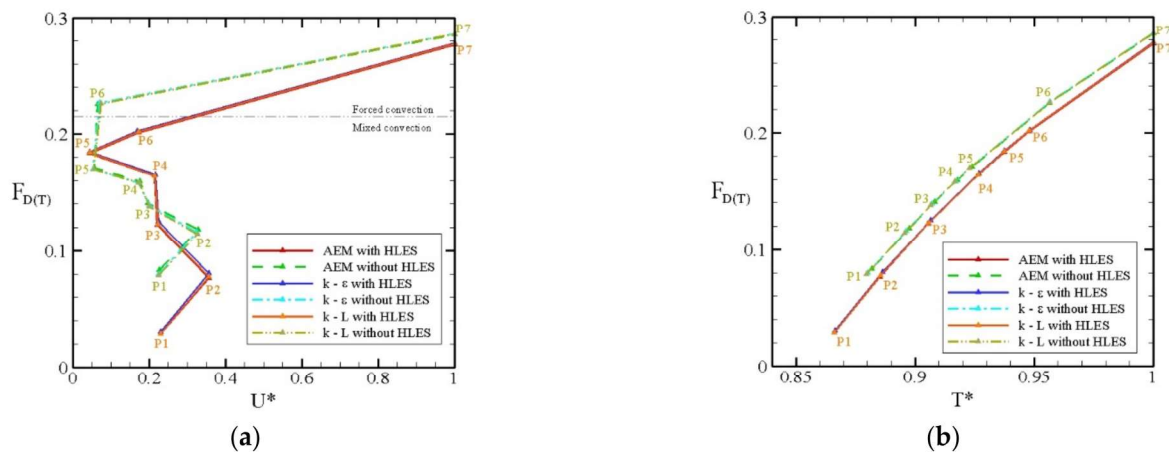 0.3
0.2
0.1
0
F_D(T)
P7
P7
P6
Forced convection
Mixed convection
P6
P5
P4
P5
P4
P3
P3
P2
P1
P2
P1
AEM with HLES
AEM without HLES
k - ε with HLES
k - ε without HLES
k - L with HLES
k - L without HLES
0 0.2 0.4 0.6 0.8 1
U*
(a)
0.3
0.2
0.1
0
F_D(T)
P7
P7
P6
P6
P5
P5
P4
P4
P3
P3
P2
P2
P1
P1
AEM with HLES
AEM without HLES
k - ε with HLES
k - ε without HLES
k - L with HLES
k - L without HLES
0.85 0.9 0.95 1
T*
(b)